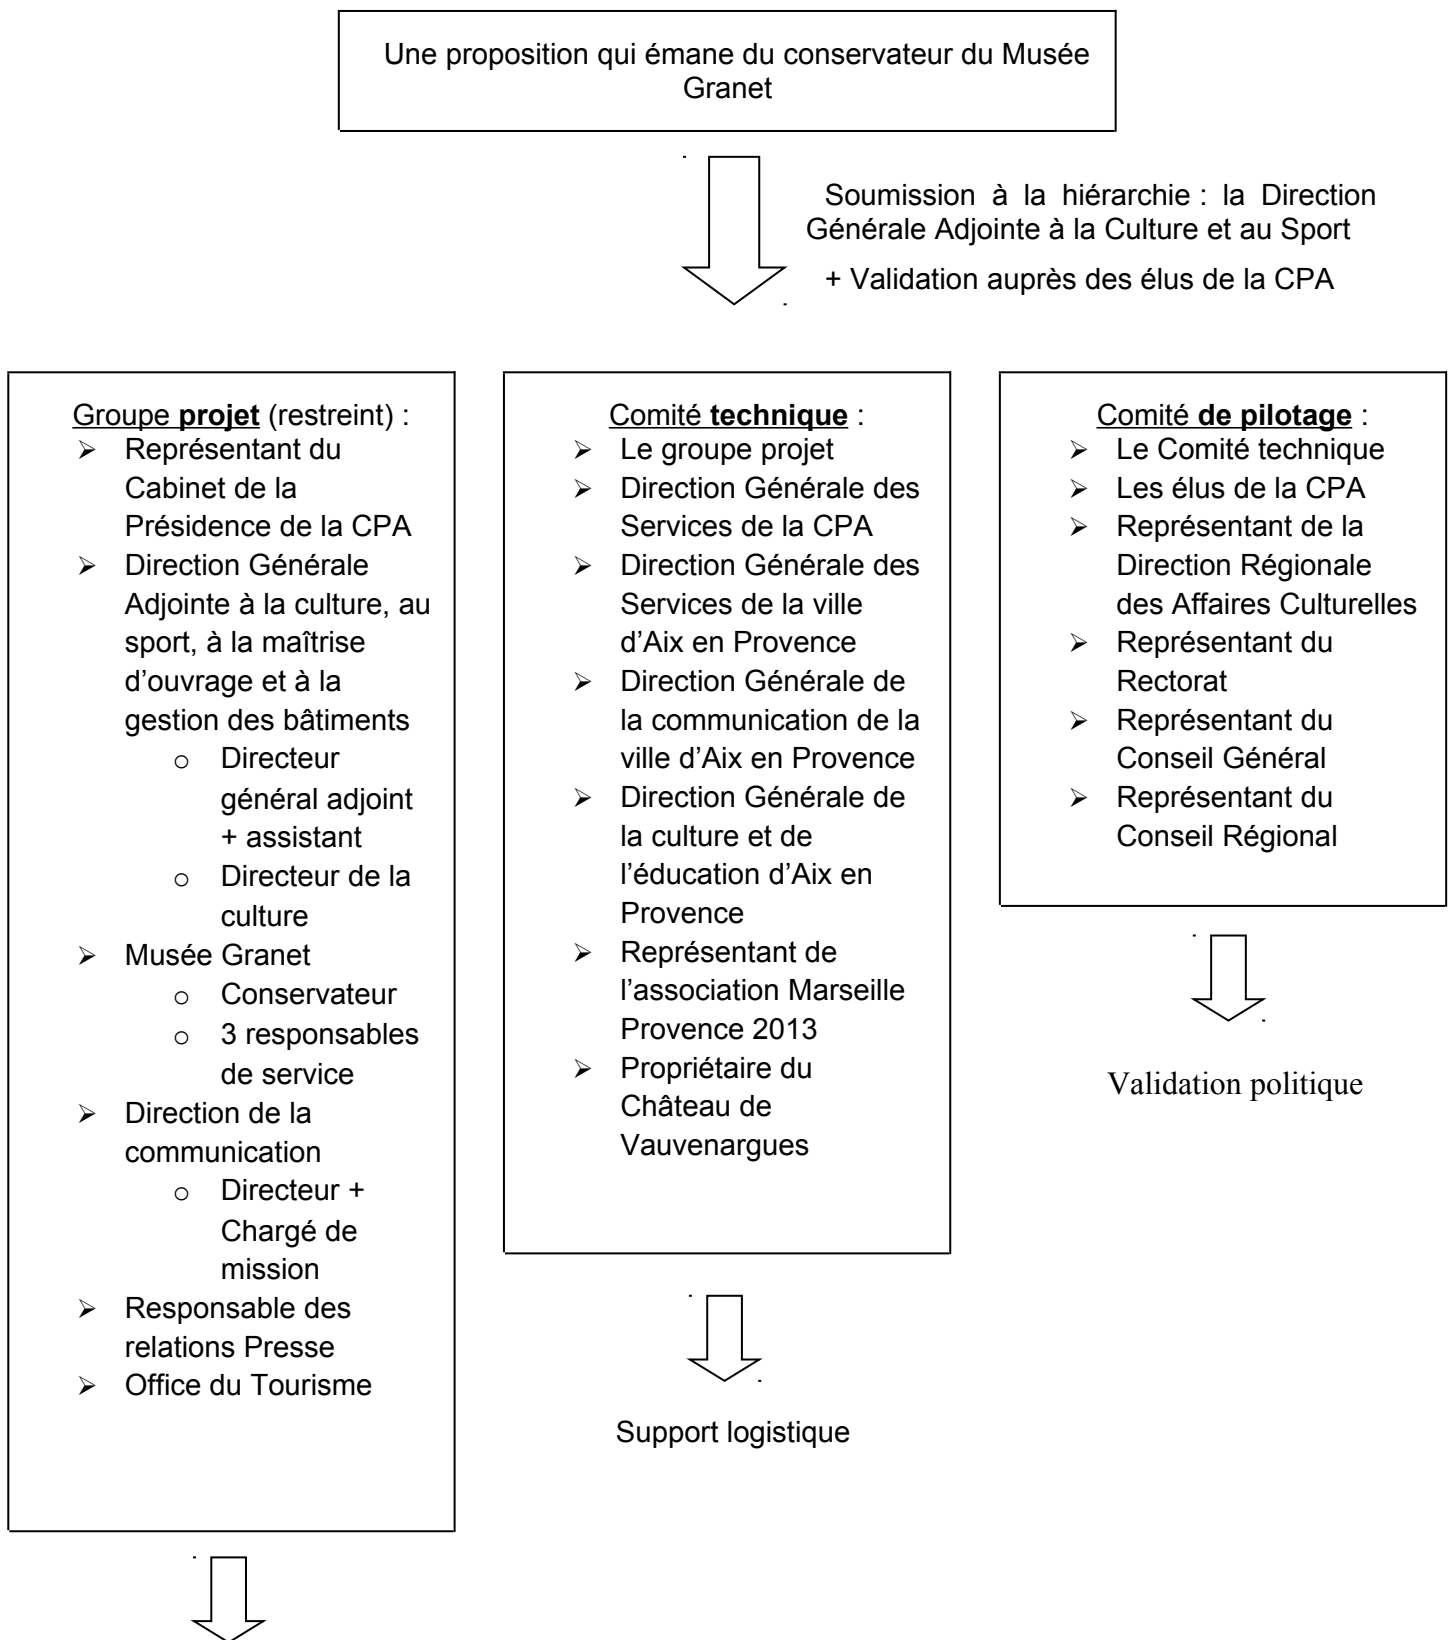 Une proposition qui émane du conservateur du Musée
Granet
Soumission à la hiérarchie : la Direction
Générale Adjointe à la Culture et au Sport
+ Validation auprès des élus de la CPA
Groupe projet (restreint) :
➢ Représentant du
Cabinet de la
Présidence de la CPA
➢ Direction Générale
Adjointe à la culture, au
sport, à la maîtrise
d'ouvrage et à la
gestion des bâtiments
o Directeur
général adjoint
+ assistant
o Directeur de la
culture
➢ Musée Granet
o Conservateur
o 3 responsables
de service
➢ Direction de la
communication
o Directeur +
Chargé de
mission
➢ Responsable des
relations Presse
➢ Office du Tourisme
Comité technique :
➢ Le groupe projet
➢ Direction Générale des
Services de la CPA
➢ Direction Générale des
Services de la ville
d’Aix en Provence
➢ Direction Générale de
la communication de la
ville d’Aix en Provence
➢ Direction Générale de
la culture et de
l’éducation d’Aix en
Provence
➢ Représentant de
l’association Marseille
Provence 2013
➢ Propriétaire du
Château de
Vauvenargues
Support logistique
Comité de pilotage :
➢ Le Comité technique
➢ Les élus de la CPA
➢ Représentant de la
Direction Régionale
des Affaires Culturelles
➢ Représentant du
Rectorat
➢ Représentant du
Conseil Général
➢ Représentant du
Conseil Régional
Validation politique